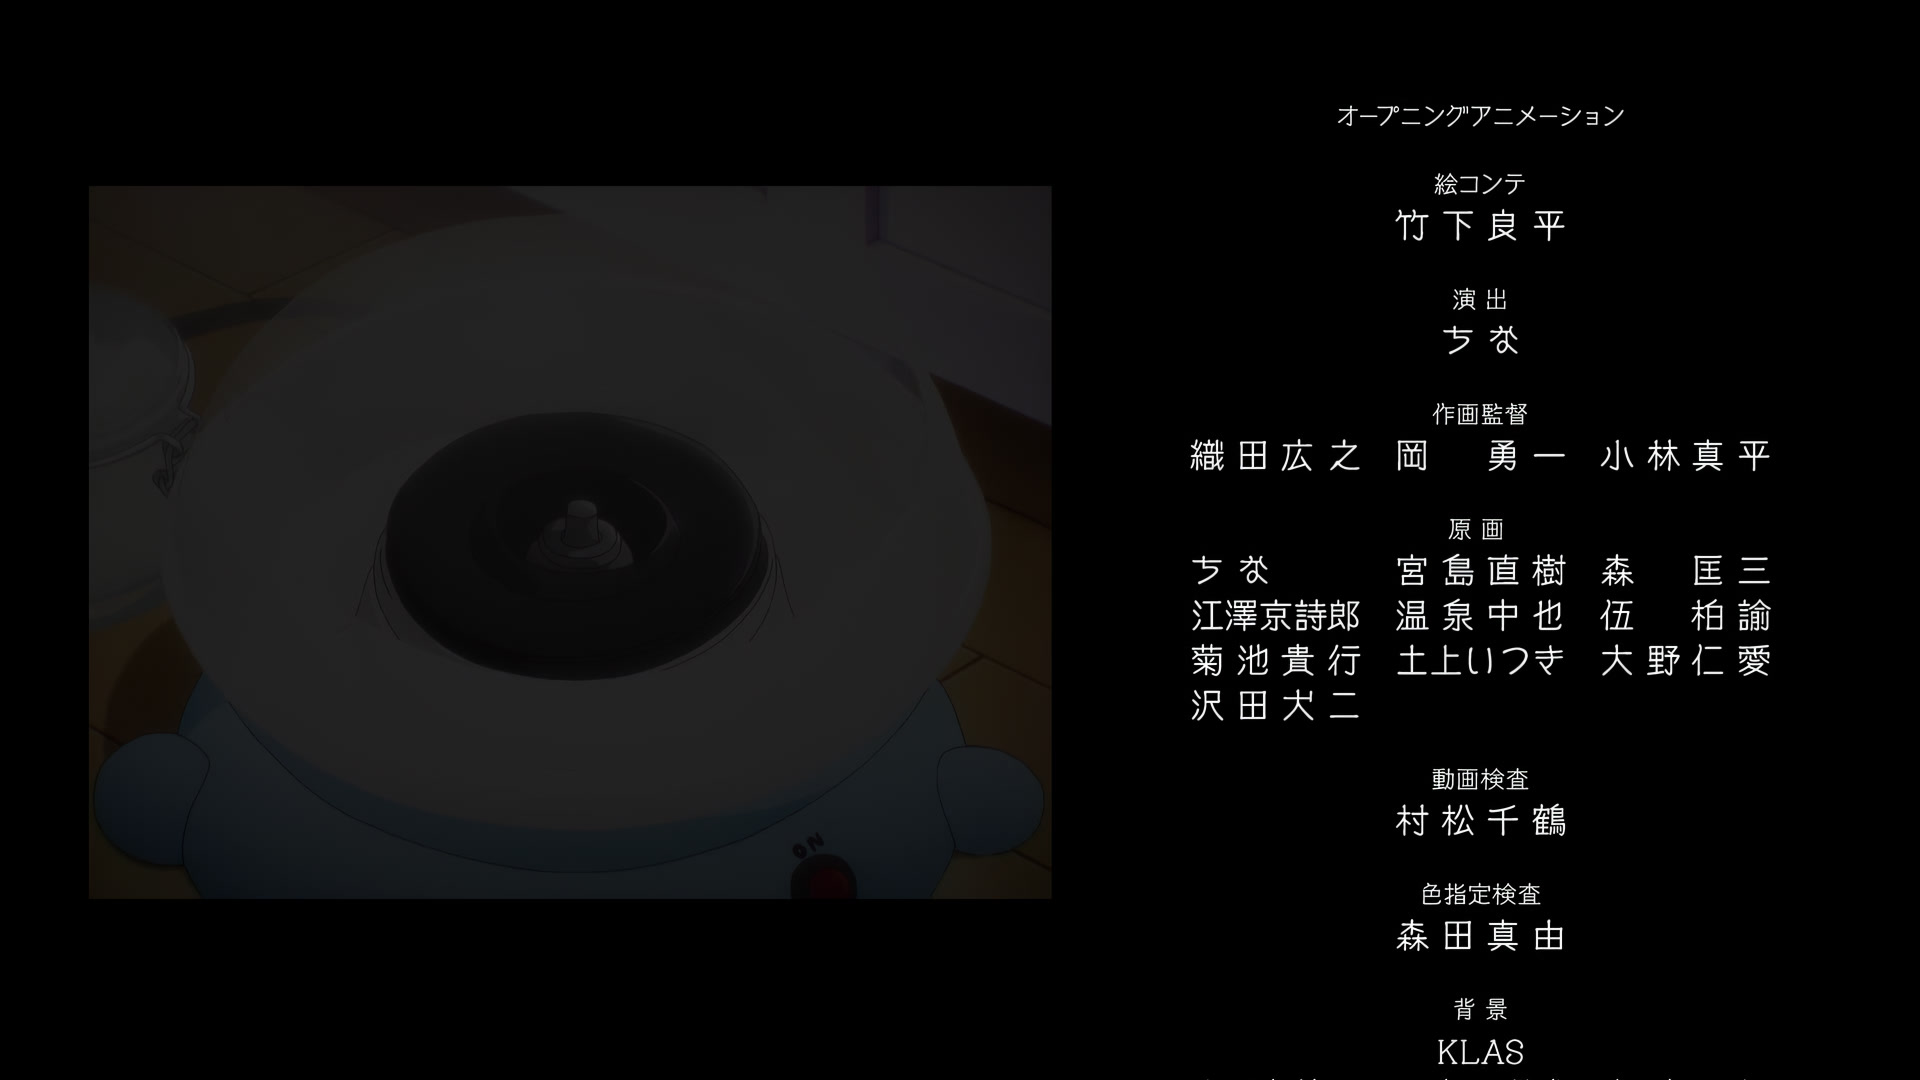 オープニングアニメーション
絵コンテ
竹下良平
演出
ちな
作画監督
織田広之 岡 勇一 小林真平
原画
ちな 宮島直樹 森 匡三
江澤京詩郎 温泉中也 伍 柏諭
菊池貴行 土上いつき 大野仁愛
沢田犬二
動画検査
村松千鶴
色指定検査
森田真由
背景
KLAS
ON